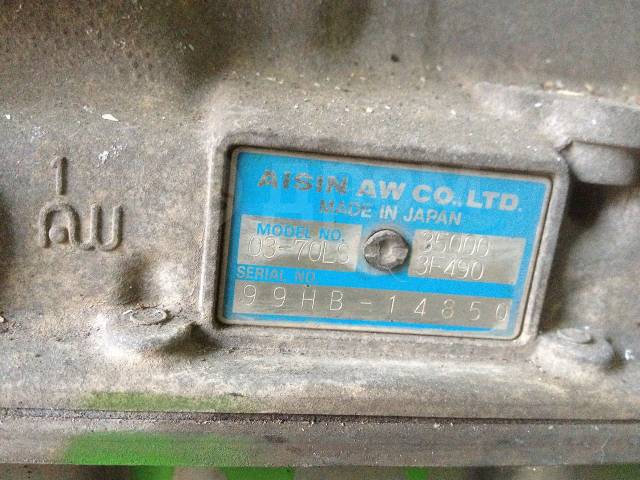 AISIN AW CO., LTD.
MADE IN JAPAN
MODEL NO.
03-70LS
35000
3F490
SERIAL NO.
99HB-14850
1